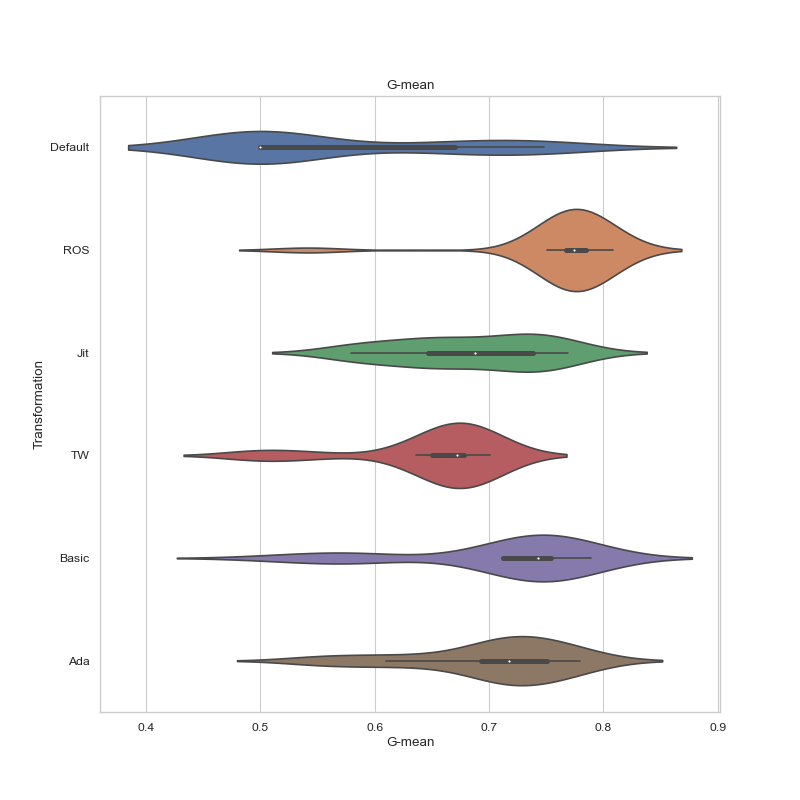 G-mean
Default
ROS
Jit
TW
Basic
Ada
Transformation
0.4 0.5 0.6 0.7 0.8 0.9
G-mean